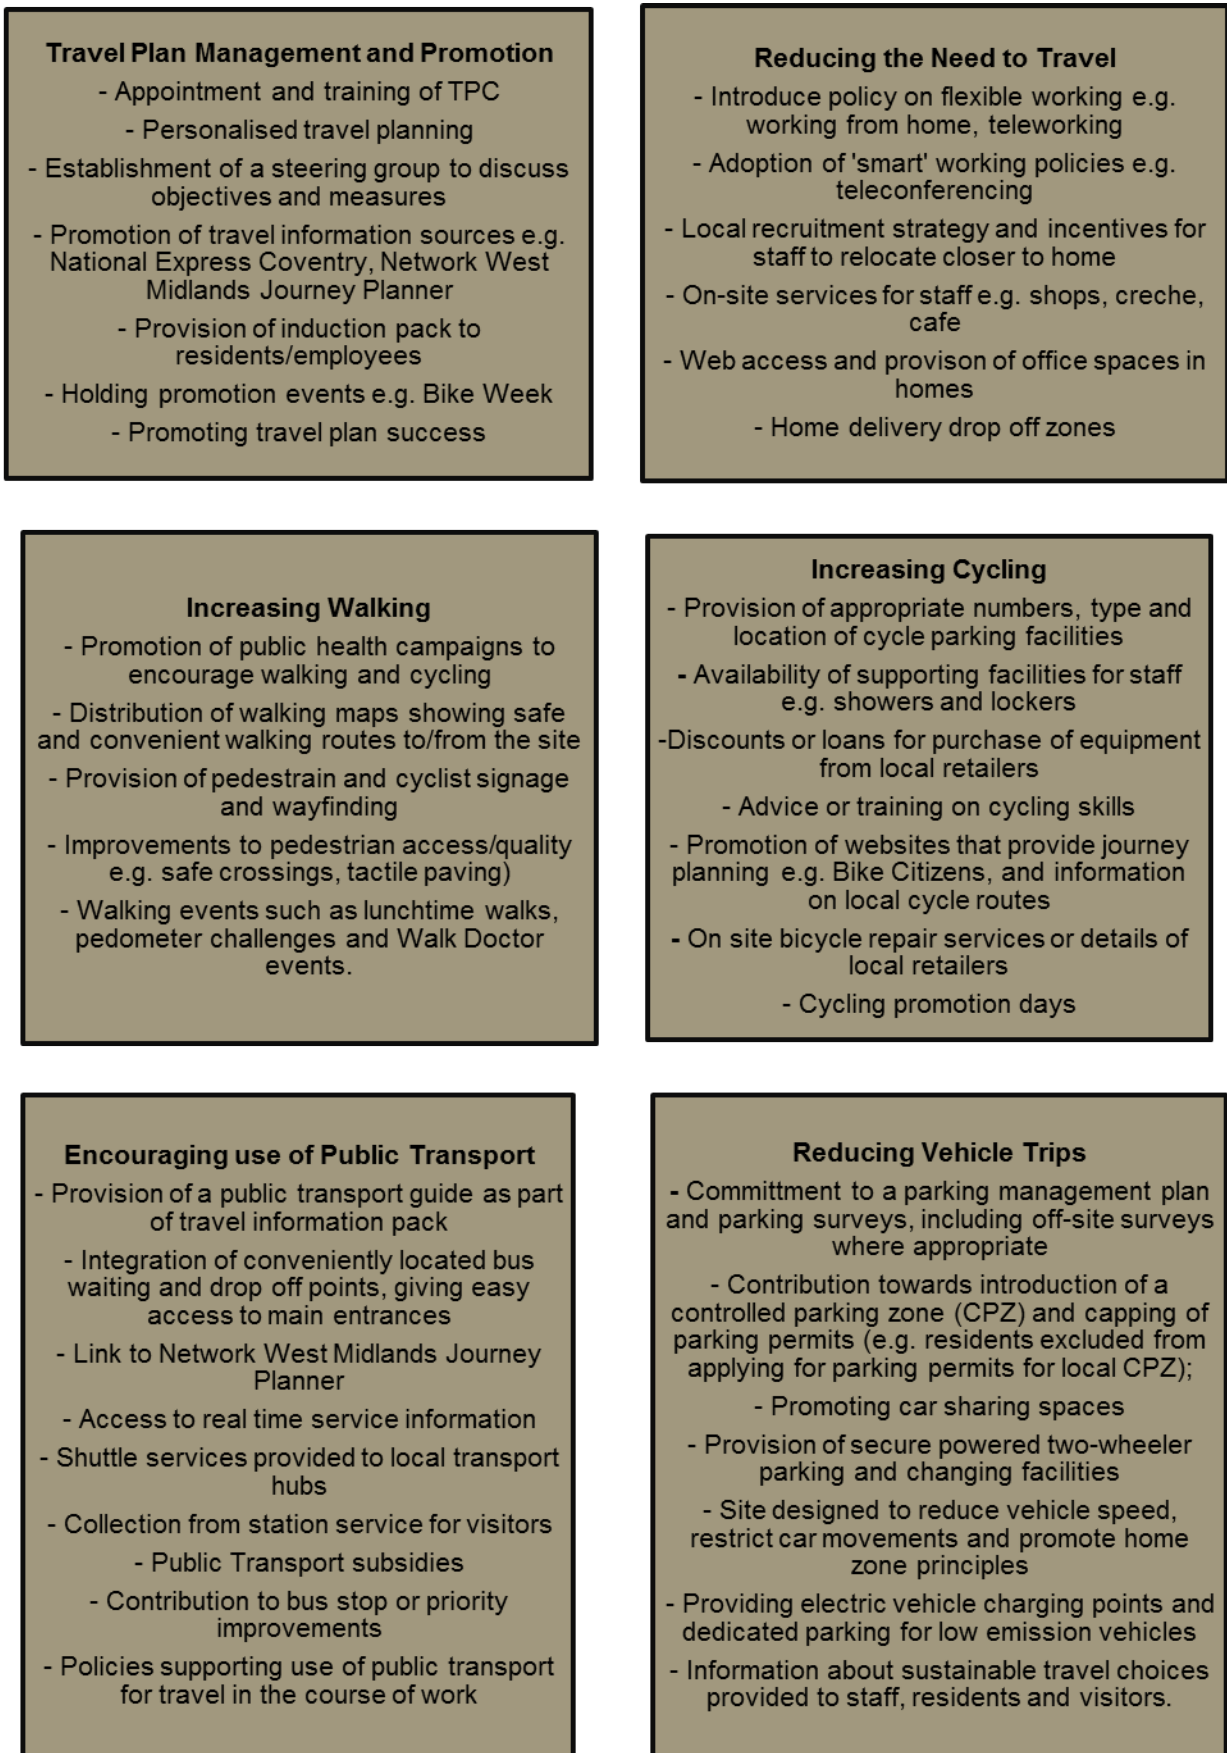 Travel Plan Management and Promotion
- Appointment and training of TPC
- Personalised travel planning
- Establishment of a steering group to discuss
objectives and measures
- Promotion of travel information sources e.g.
National Express Coventry, Network West
Midlands Journey Planner
- Provision of induction pack to
residents/employees
- Holding promotion events e.g. Bike Week
- Promoting travel plan success
Reducing the Need to Travel
- Introduce policy on flexible working e.g.
working from home, teleworking
- Adoption of 'smart' working policies e.g.
teleconferencing
- Local recruitment strategy and incentives for
staff to relocate closer to home
- On-site services for staff e.g. shops, creche,
cafe
- Web access and provison of office spaces in
homes
- Home delivery drop off zones
Increasing Walking
- Promotion of public health campaigns to
encourage walking and cycling
- Distribution of walking maps showing safe
and convenient walking routes to/from the site
- Provision of pedestrain and cyclist signage
and wayfinding
- Improvements to pedestrian access/quality
e.g. safe crossings, tactile paving)
- Walking events such as lunchtime walks,
pedometer challenges and Walk Doctor
events.
Increasing Cycling
- Provision of appropriate numbers, type and
location of cycle parking facilities
- Availability of supporting facilities for staff
e.g. showers and lockers
-Discounts or loans for purchase of equipment
from local retailers
- Advice or training on cycling skills
- Promotion of websites that provide journey
planning e.g. Bike Citizens, and information
on local cycle routes
- On site bicycle repair services or details of
local retailers
- Cycling promotion days
Encouraging use of Public Transport
- Provision of a public transport guide as part
of travel information pack
- Integration of conveniently located bus
waiting and drop off points, giving easy
access to main entrances
- Link to Network West Midlands Journey
Planner
- Access to real time service information
- Shuttle services provided to local transport
hubs
- Collection from station service for visitors
- Public Transport subsidies
- Contribution to bus stop or priority
improvements
- Policies supporting use of public transport
for travel in the course of work
Reducing Vehicle Trips
- Committment to a parking management plan
and parking surveys, including off-site surveys
where appropriate
- Contribution towards introduction of a
controlled parking zone (CPZ) and capping of
parking permits (e.g. residents excluded from
applying for parking permits for local CPZ);
- Promoting car sharing spaces
- Provision of secure powered two-wheeler
parking and changing facilities
- Site designed to reduce vehicle speed,
restrict car movements and promote home
zone principles
- Providing electric vehicle charging points and
dedicated parking for low emission vehicles
- Information about sustainable travel choices
provided to staff, residents and visitors.